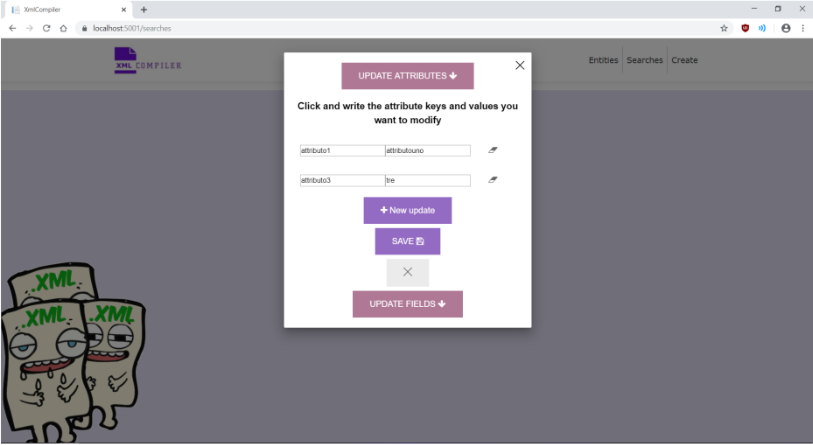 XmlCompiler
localhost:5001/searches
XML COMPILER
Entities Searches Create
UPDATE ATTRIBUTES
Click and write the attribute keys and values you
want to modify
attributo1 attributouno
attributo3 tre
New update
SAVE
UPDATE FIELDS
.XML
.XML
.XML